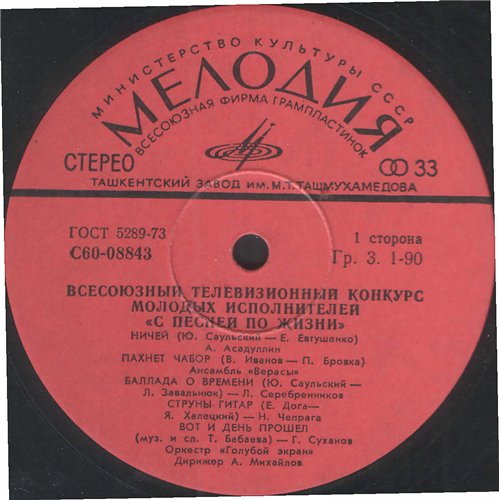 МИНИСТЕРСТВО КУЛЬТУРЫ СССР
МЕЛОДИЯ
ВСЕСОЮЗНАЯ ФИРМА ГРАМПЛАСТИНОК
СТЕРЕО
33
ТАШКЕНТСКИЙ ЗАВОД ИМ. М.Т. ТАШМУХАМЕДОВА
ГОСТ 5289-73
С60-08843
I сторона
Гр. 3. 1-90
ВСЕСОЮЗНЫЙ ТЕЛЕВИЗИОННЫЙ КОНКУРС
МОЛОДЫХ ИСПОЛНИТЕЛЕЙ
«С ПЕСНЕЙ ПО ЖИЗНИ»
НИЧЕЙ (Ю. Саульский — Е. Евтушенко)
А. Асадуллин
ПАХНЕТ ЧАБОР (В. Иванов — П. Бровка)
Ансамбль «Верасы»
БАЛЛАДА О ВРЕМЕНИ (Ю. Саульский —
Л. Завальнюк) — Л. Серебренников
СТРУНЫ ГИТАР (Е. Дога—
Я. Халецкий) — Н. Чепрага
ВОТ И ДЕНЬ ПРОШЕЛ
(муз. и сл. Т. Бабаева) — Г. Суханов
Оркестр «Голубой экран»
Дирижер А. Михайлов